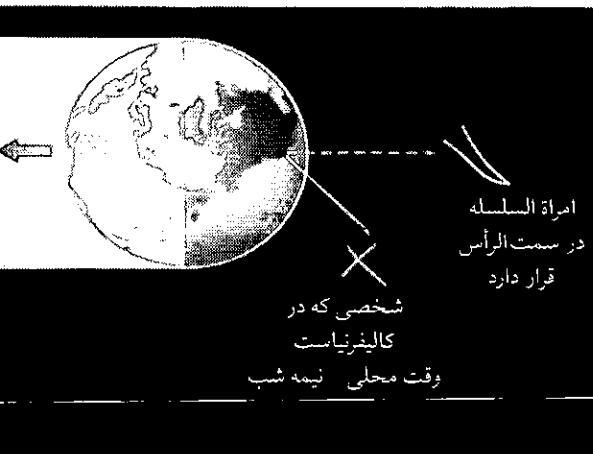 امراة السلسله
در سمت الرأس
قرار دارد
شخصی که در
کالیفرنیاست
وقت محلی نیمه شب